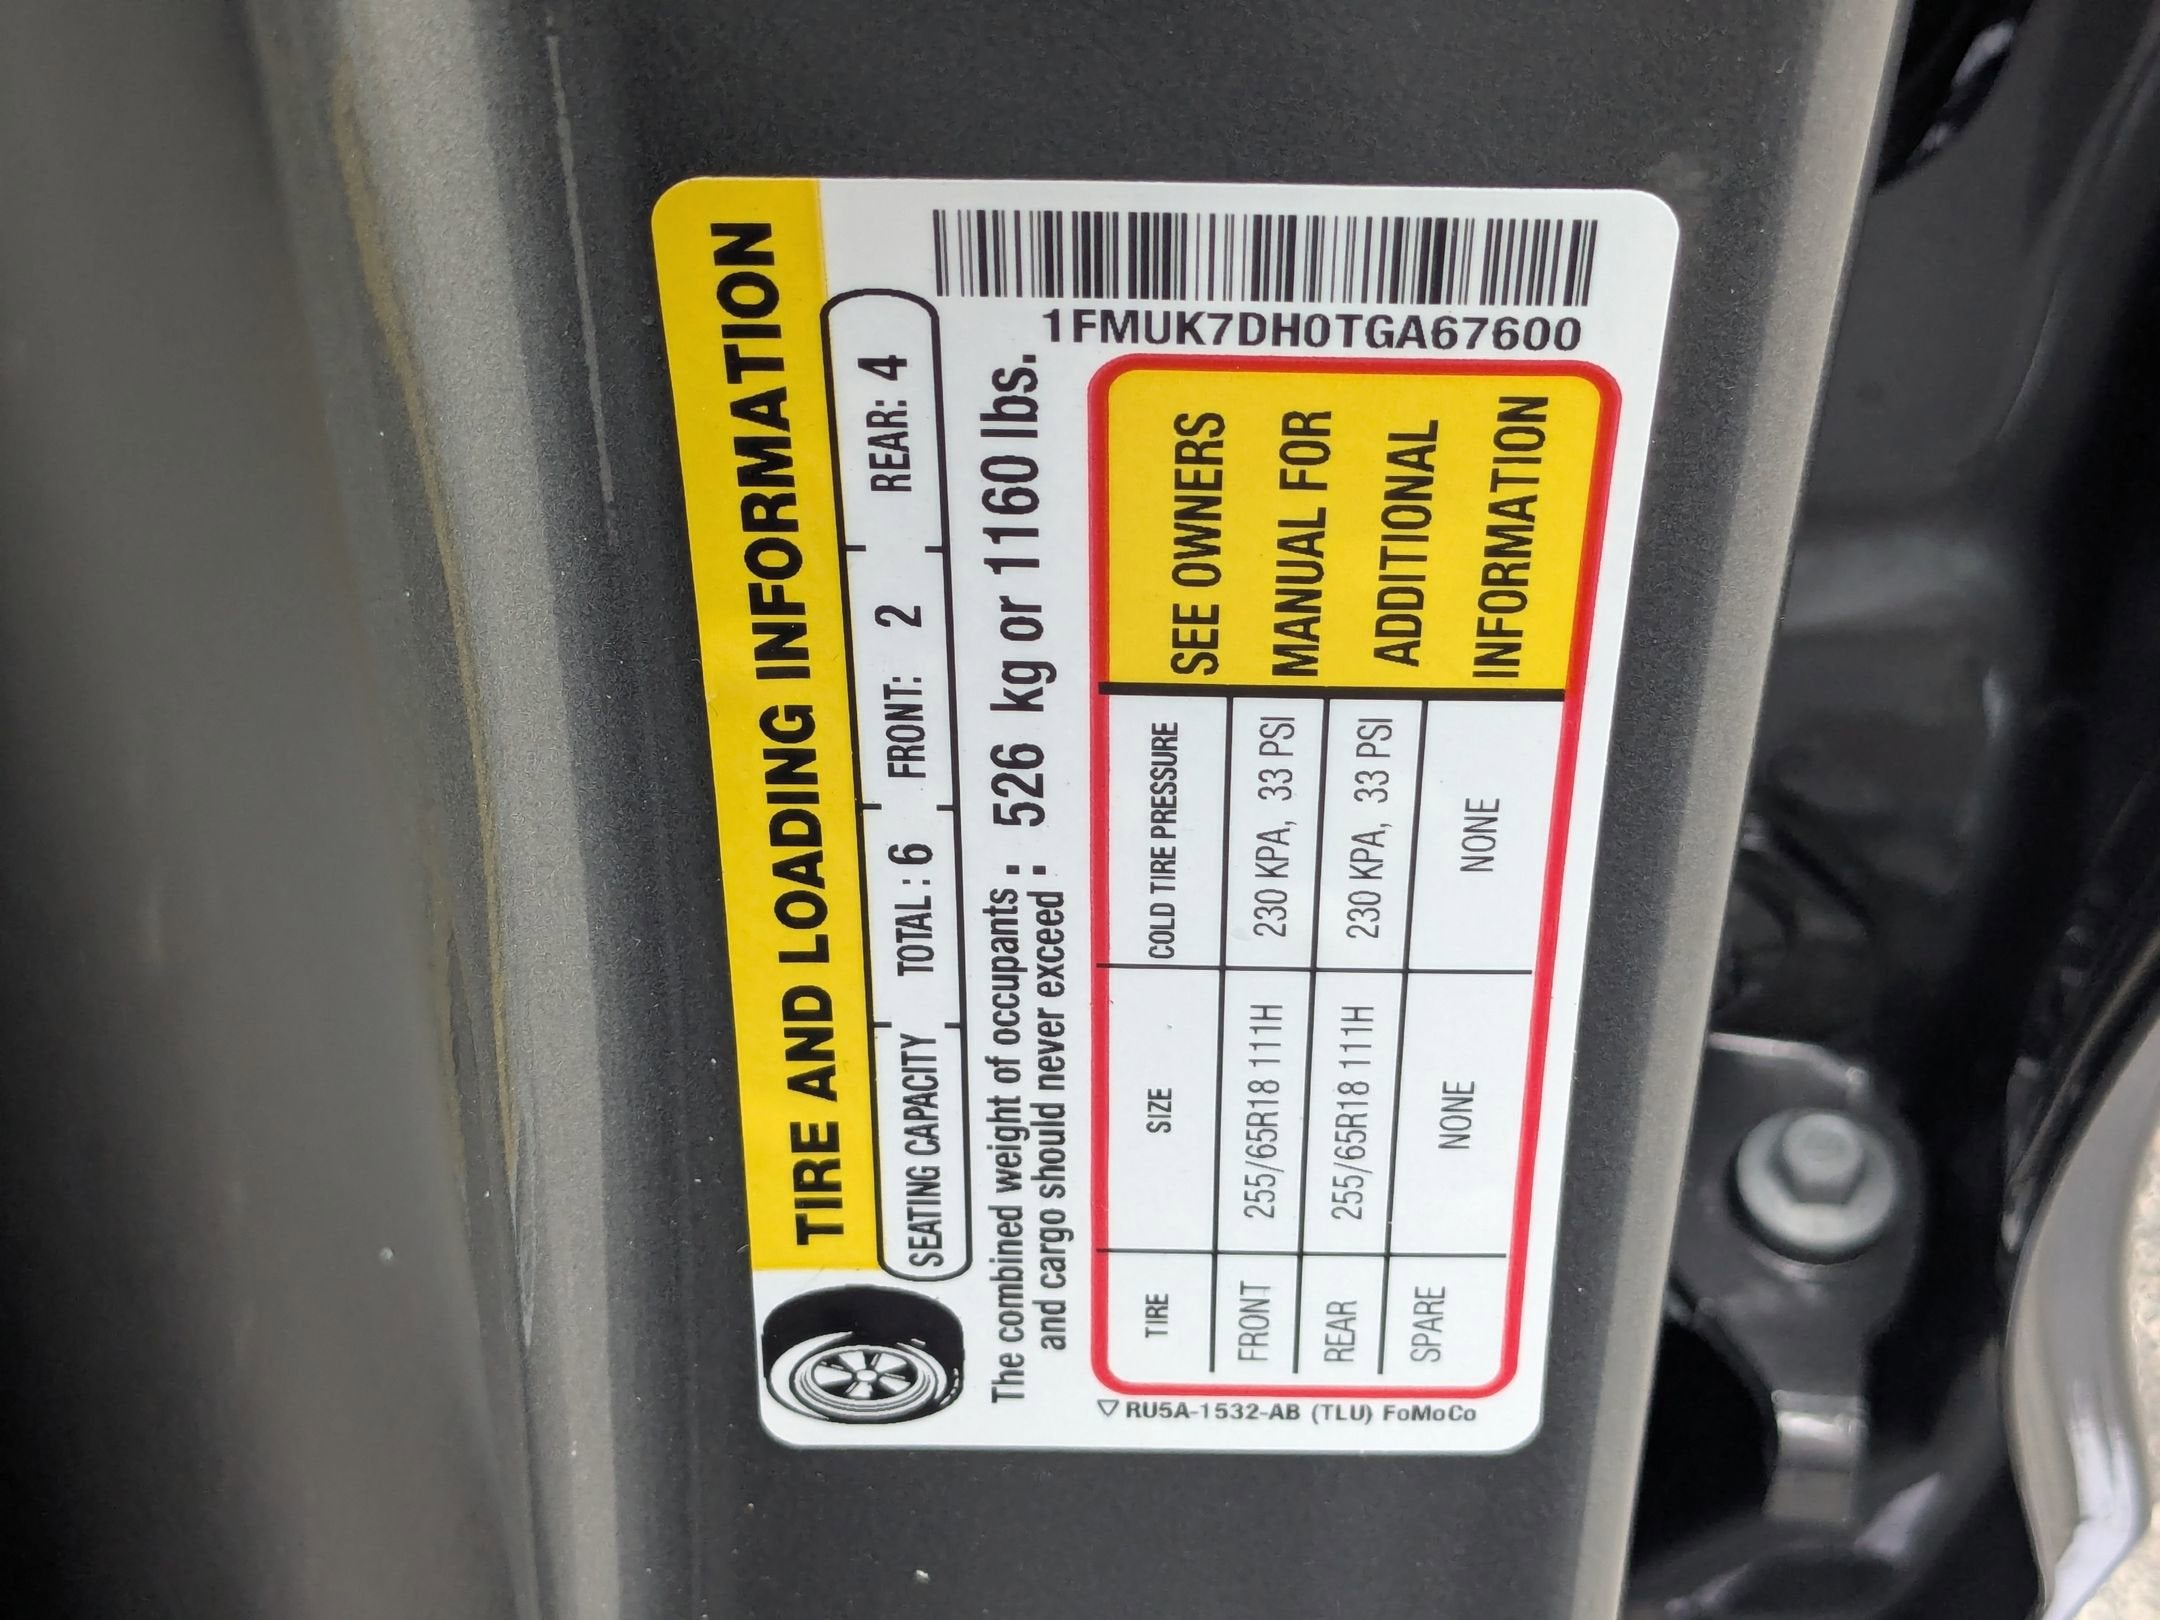 TIRE AND LOADING INFORMATION
SEATING CAPACITY TOTAL : 6 FRONT: 2 REAR: 4
The combined weight of occupants : 526 kg or 1160 lbs.
and cargo should never exceed
1FMUK7DH0TGA67600
TIRE SIZE COLD TIRE PRESSURE
FRONT 255/65R18 111H 230 KPA, 33 PSI
REAR 255/65R18 111H 230 KPA, 33 PSI
SPARE NONE NONE
SEE OWNERS
MANUAL FOR
ADDITIONAL
INFORMATION
RU5A-1532-AB (TLU) FoMoCo